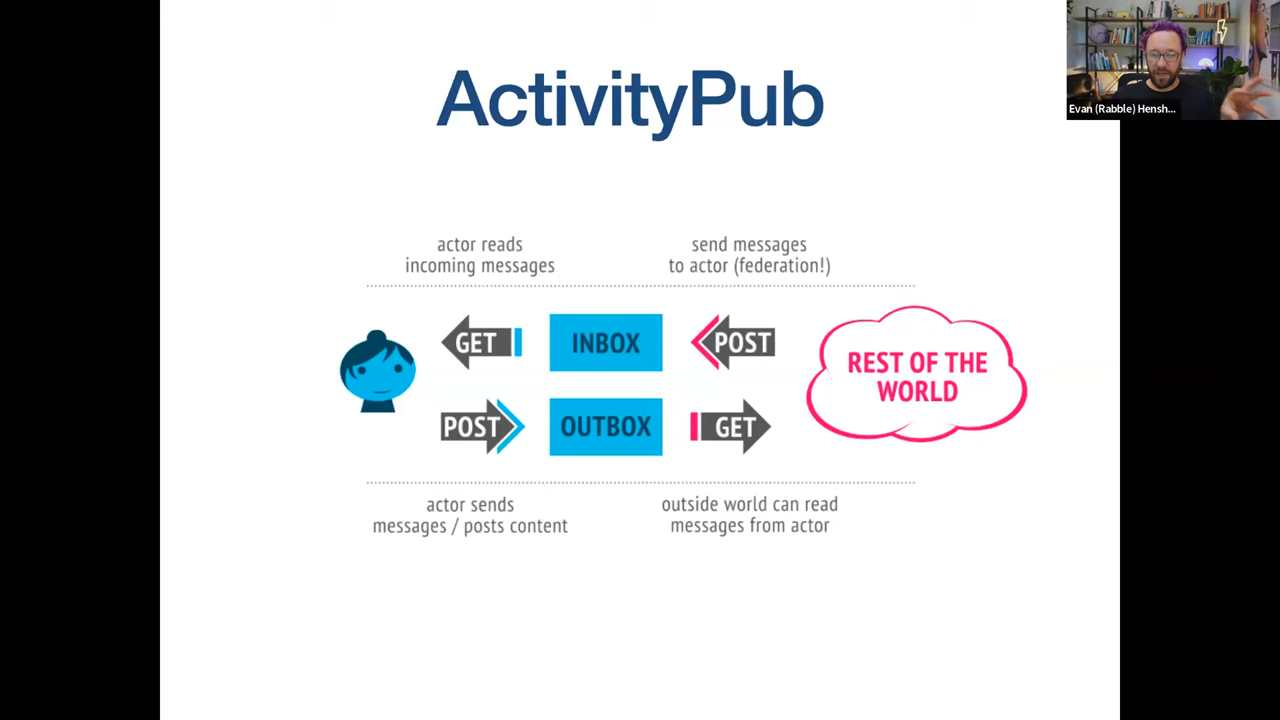 ActivityPub
Evan (Rabble) Hensh...
actor reads
incoming messages
send messages
to actor (federation!)
GET
INBOX
POST
REST OF THE
WORLD
POST
OUTBOX
GET
actor sends
messages / posts content
outside world can read
messages from actor